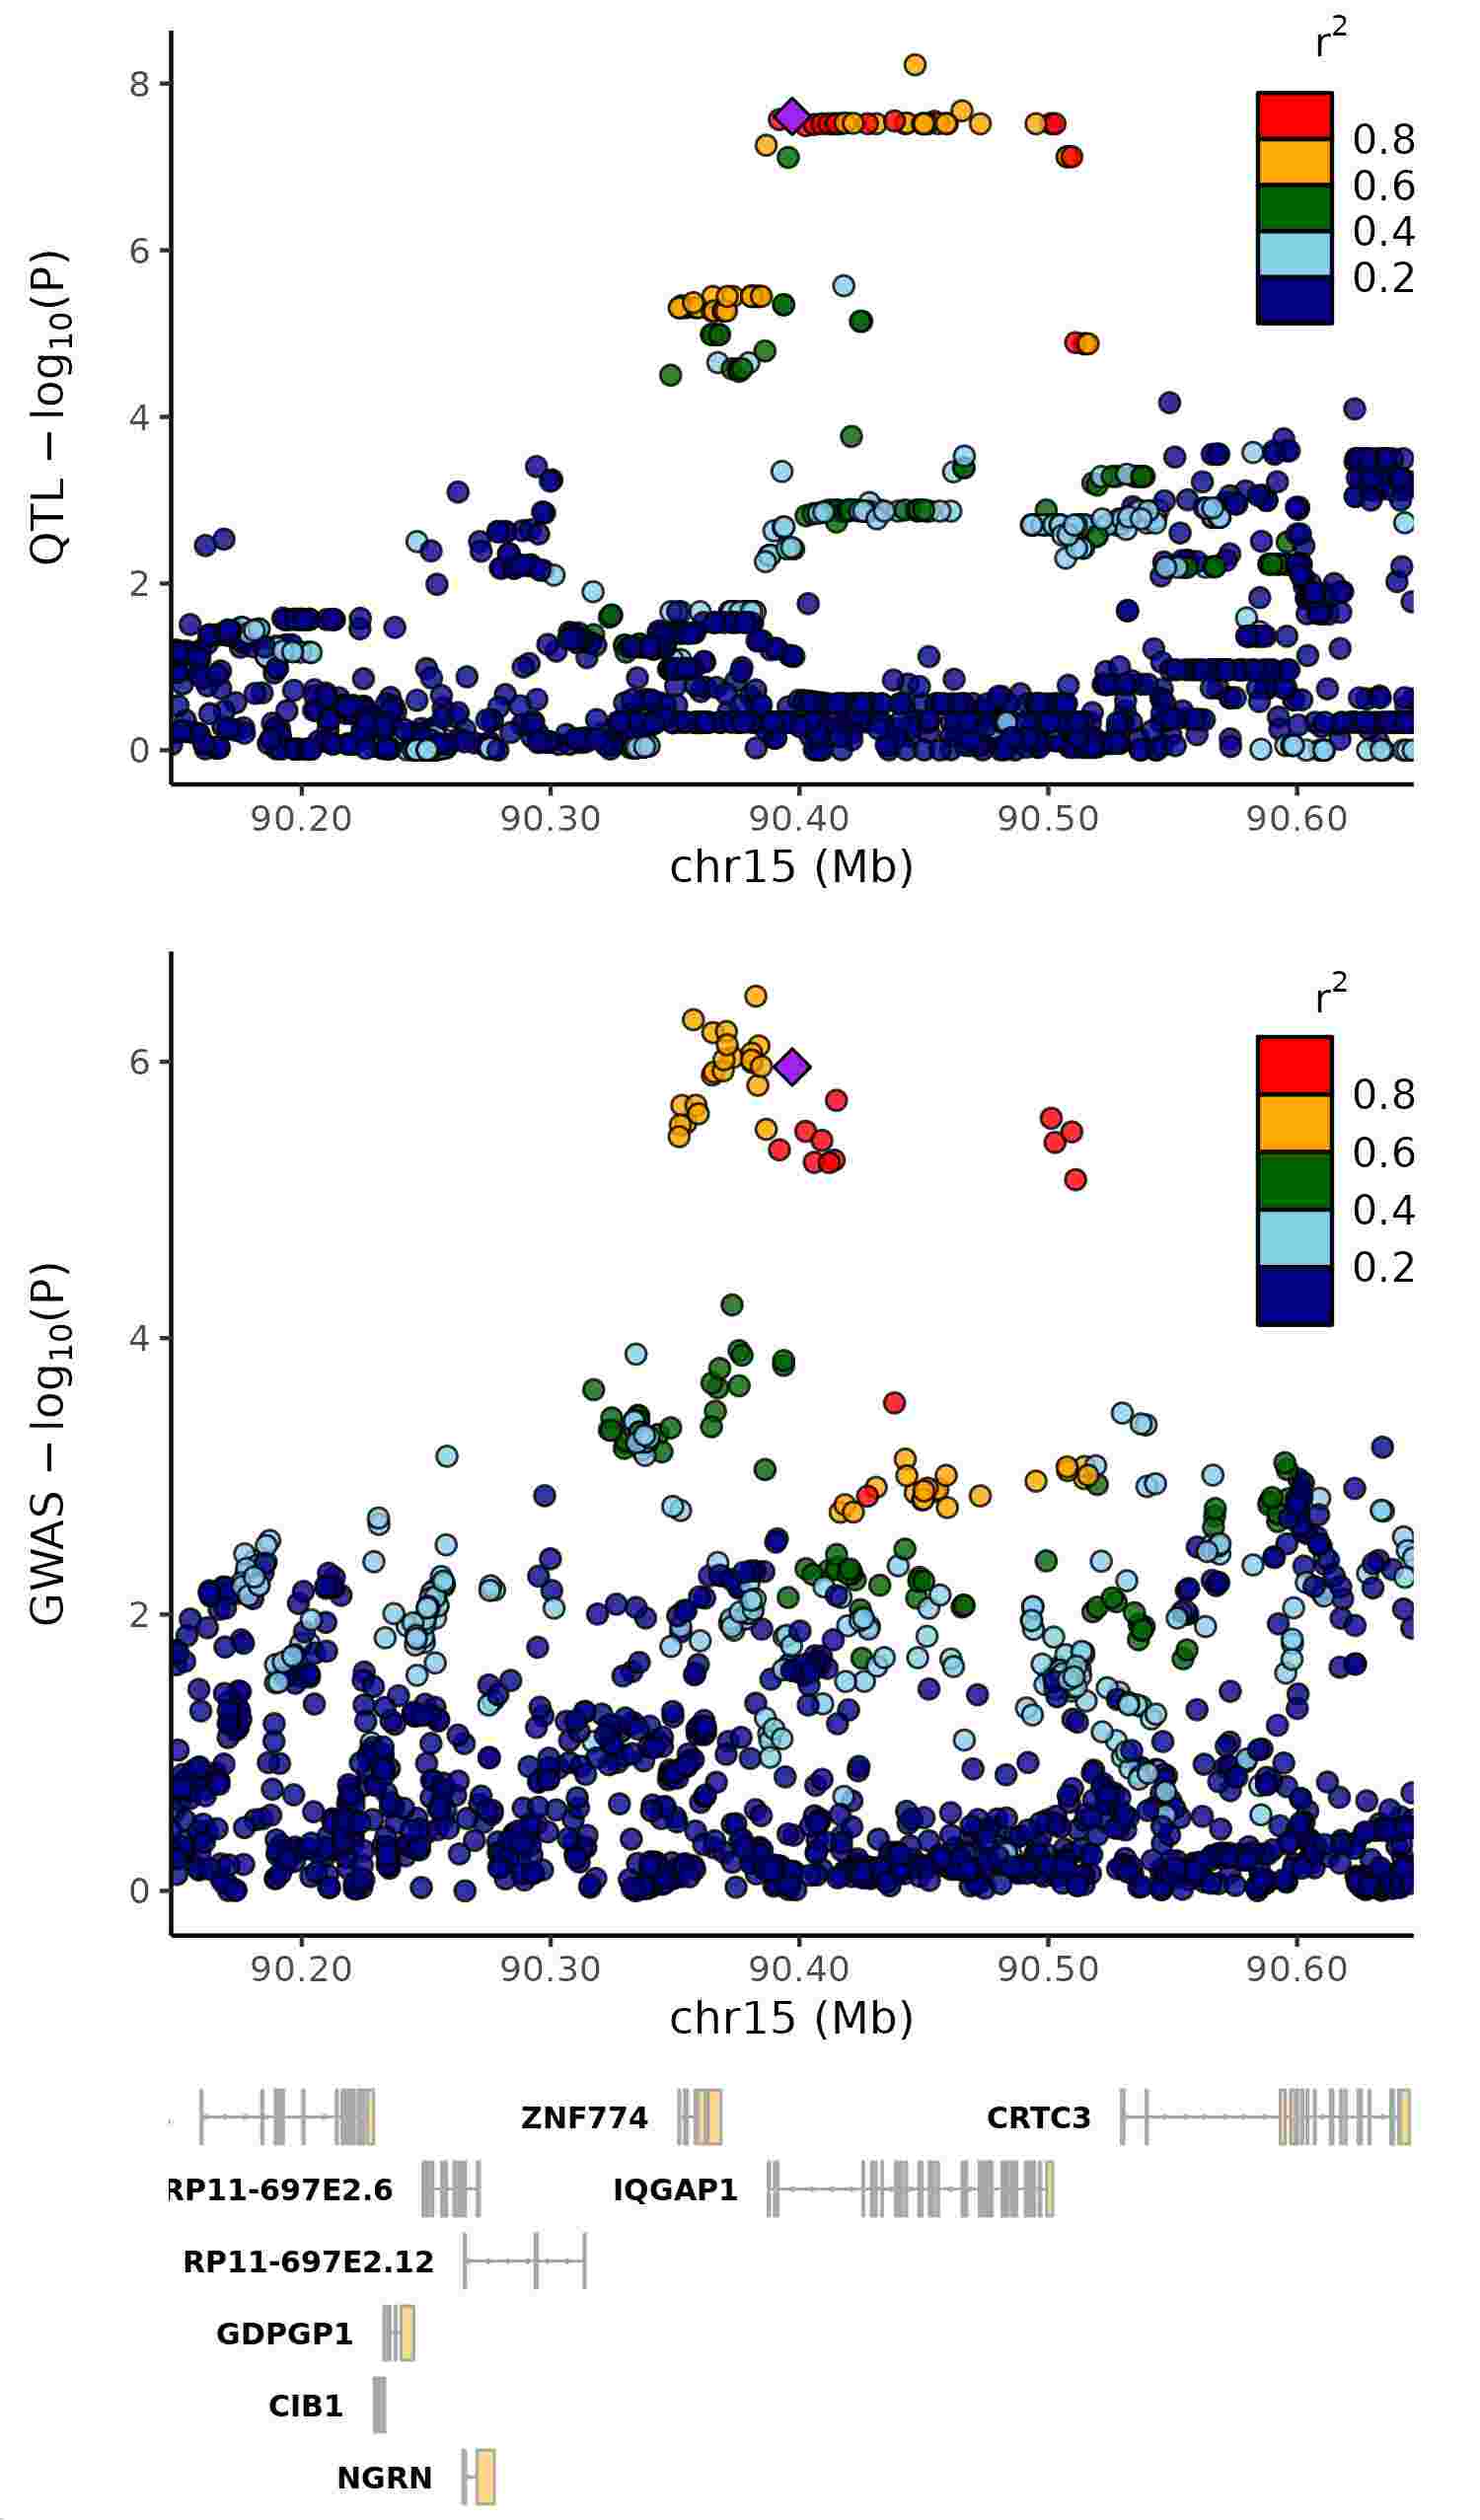 r²
8
6
4
2
0
0.8
0.6
0.4
0.2
QTL – log₁₀(P)
90.20 90.30 90.40 90.50 90.60
chr15 (Mb)
r²
6
4
2
0
0.8
0.6
0.4
0.2
GWAS – log₁₀(P)
90.20 90.30 90.40 90.50 90.60
chr15 (Mb)
ZNF774 CRTC3
RP11-697E2.6 IQGAP1
RP11-697E2.12
GDPGP1
CIB1
NGRN